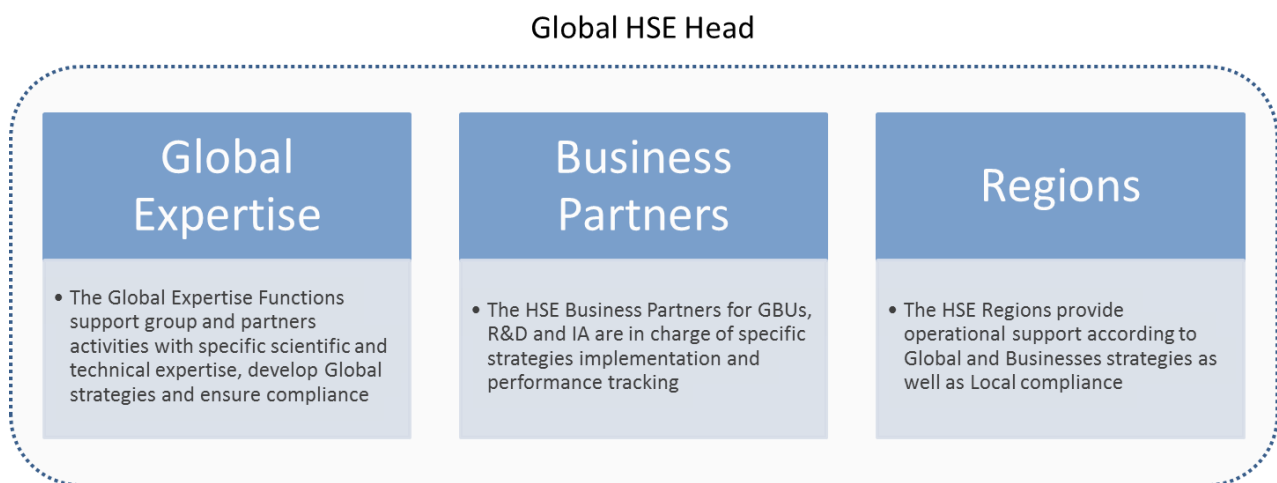 Global HSE Head
Global
Expertise
• The Global Expertise Functions
support group and partners
activities with specific scientific and
technical expertise, develop Global
strategies and ensure compliance
Business
Partners
• The HSE Business Partners for GBUs,
R&D and IA are in charge of specific
strategies implementation and
performance tracking
Regions
• The HSE Regions provide
operational support according to
Global and Businesses strategies as
well as Local compliance